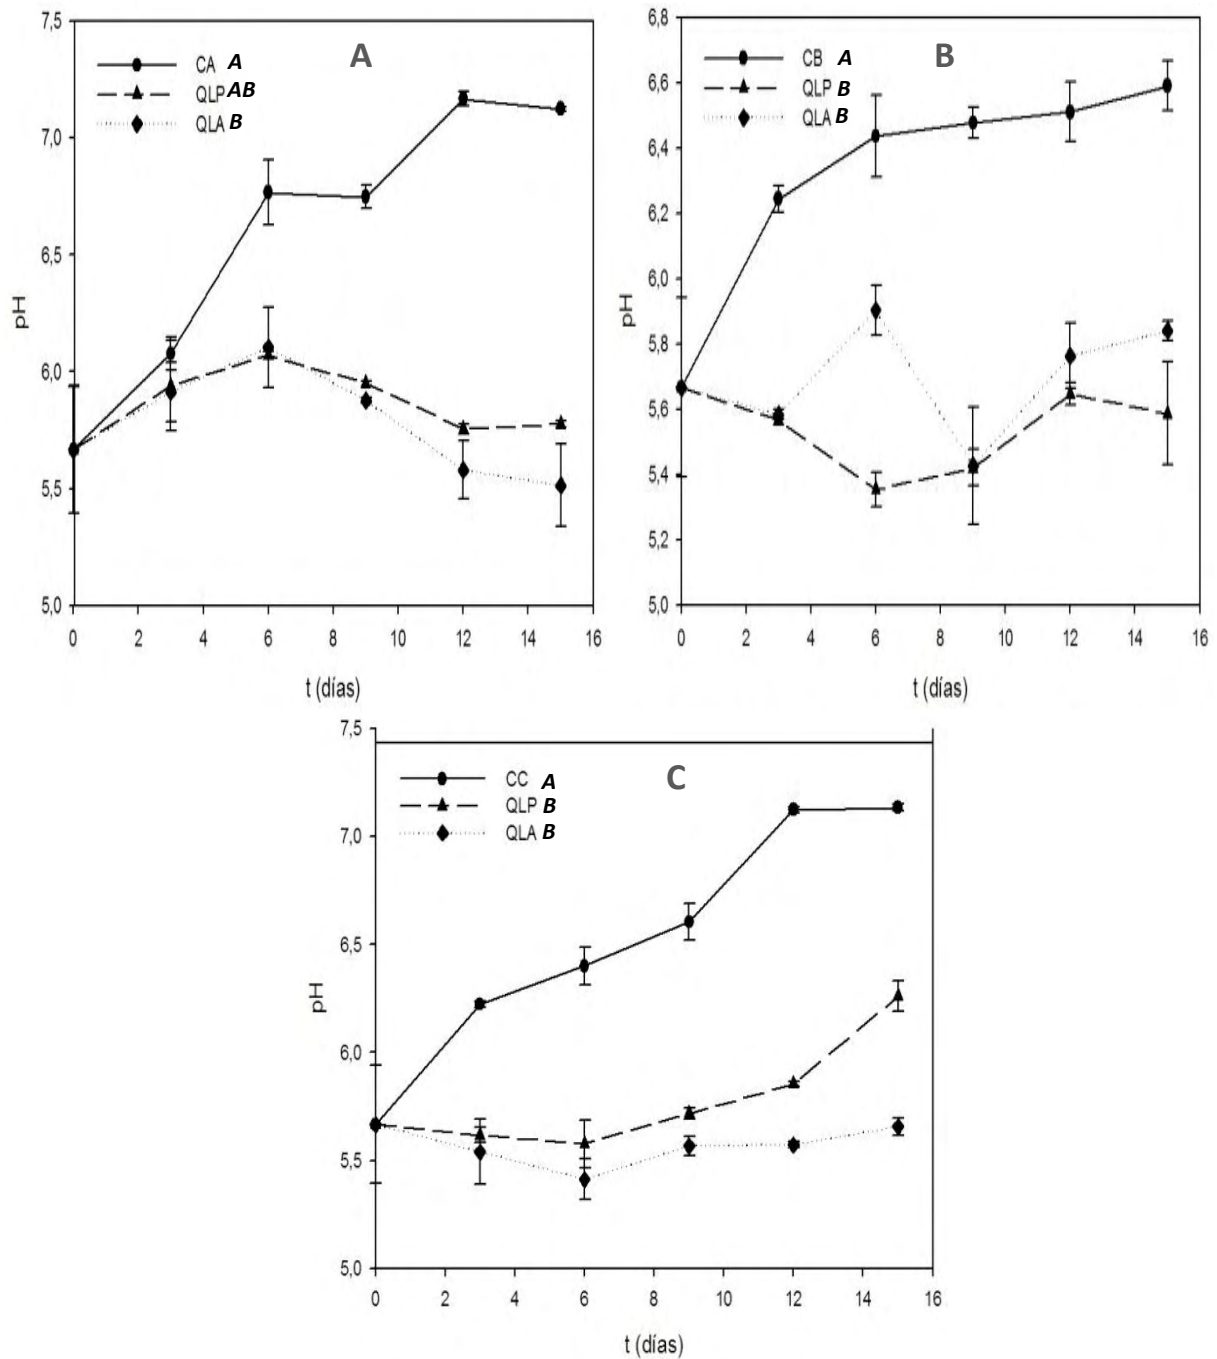 A
CA A
QLP AB
QLA B
7,5
7,0
6,5
6,0
5,5
5,0
pH
0 2 4 6 8 10 12 14 16
t (días)
B
CB A
QLP B
QLA B
6,8
6,6
6,4
6,2
6,0
5,8
5,6
5,4
5,2
5,0
pH
0 2 4 6 8 10 12 14 16
t (días)
C
CC A
QLP B
QLA B
7,5
7,0
6,5
6,0
5,5
5,0
pH
0 2 4 6 8 10 12 14 16
t (días)